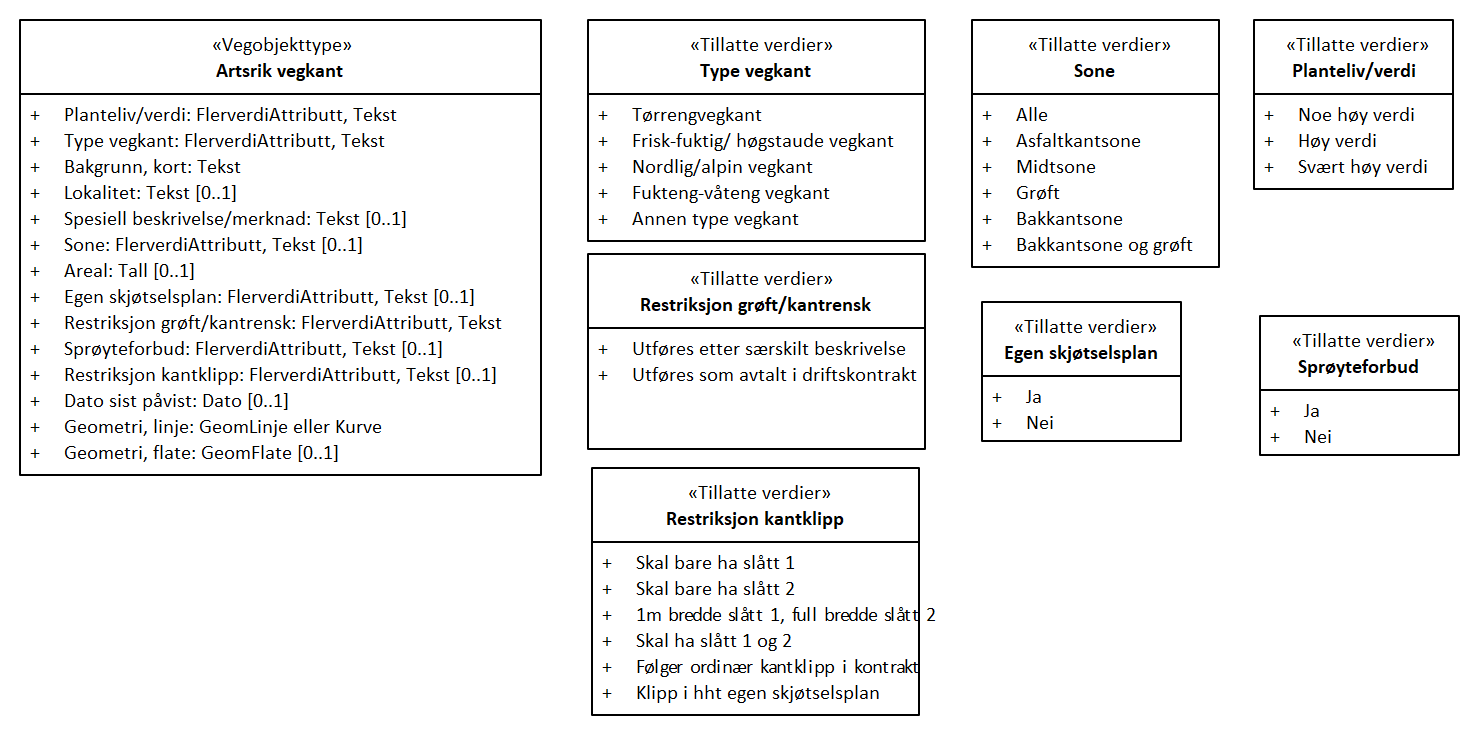 «Vegobjekttype»
Artsrik vegkant
+ Planteliv/verdi: FlerverdiAttributt, Tekst
+ Type vegkant: FlerverdiAttributt, Tekst
+ Bakgrunn, kort: Tekst
+ Lokalitet: Tekst [0..1]
+ Spesiell beskrivelse/merknad: Tekst [0..1]
+ Sone: FlerverdiAttributt, Tekst [0..1]
+ Areal: Tall [0..1]
+ Egen skjøtselsplan: FlerverdiAttributt, Tekst [0..1]
+ Restriksjon grøft/kantrensk: FlerverdiAttributt, Tekst
+ Sprøyteforbud: FlerverdiAttributt, Tekst [0..1]
+ Restriksjon kantklipp: FlerverdiAttributt, Tekst [0..1]
+ Dato sist påvist: Dato [0..1]
+ Geometri, linje: GeomLinje eller Kurve
+ Geometri, flate: GeomFlate [0..1]
«Tillatte verdier»
Type vegkant
+ Tørrengvegkant
+ Frisk-fuktig/ høgstaude vegkant
+ Nordlig/alpin vegkant
+ Fukteng-våteng vegkant
+ Annen type vegkant
«Tillatte verdier»
Restriksjon grøft/kantrensk
+ Utføres etter særskilt beskrivelse
+ Utføres som avtalt i driftskontrakt
«Tillatte verdier»
Restriksjon kantklipp
+ Skal bare ha slått 1
+ Skal bare ha slått 2
+ 1m bredde slått 1, full bredde slått 2
+ Skal ha slått 1 og 2
+ Følger ordinær kantklipp i kontrakt
+ Klipp i hht egen skjøtselsplan
«Tillatte verdier»
Sone
+ Alle
+ Asfaltkantsone
+ Midtsone
+ Grøft
+ Bakkantsone
+ Bakkantsone og grøft
«Tillatte verdier»
Egen skjøtselsplan
+ Ja
+ Nei
«Tillatte verdier»
Planteliv/verdi
+ Noe høy verdi
+ Høy verdi
+ Svært høy verdi
«Tillatte verdier»
Sprøyteforbud
+ Ja
+ Nei